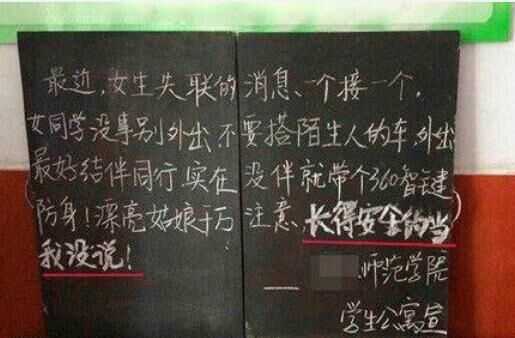 最近,女生失联的消息、一个接一个,
女同学没事别外出,不要搭陌生人的车,外出
最好结伴同行,实在没伴就带个360智键
防身!漂亮姑娘千万注意、长得安全的当
我没说!
师范学院
学生公寓宣